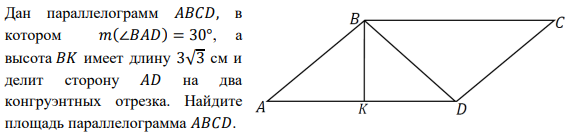 Дан параллелограмм ABCD, в
котором m(∠BAD) = 30°, а
высота BK имеет длину 3√3 см и
делит сторону AD на два
конгруэнтных отрезка. Найдите
площадь параллелограмма ABCD.
B
C
A
K
D